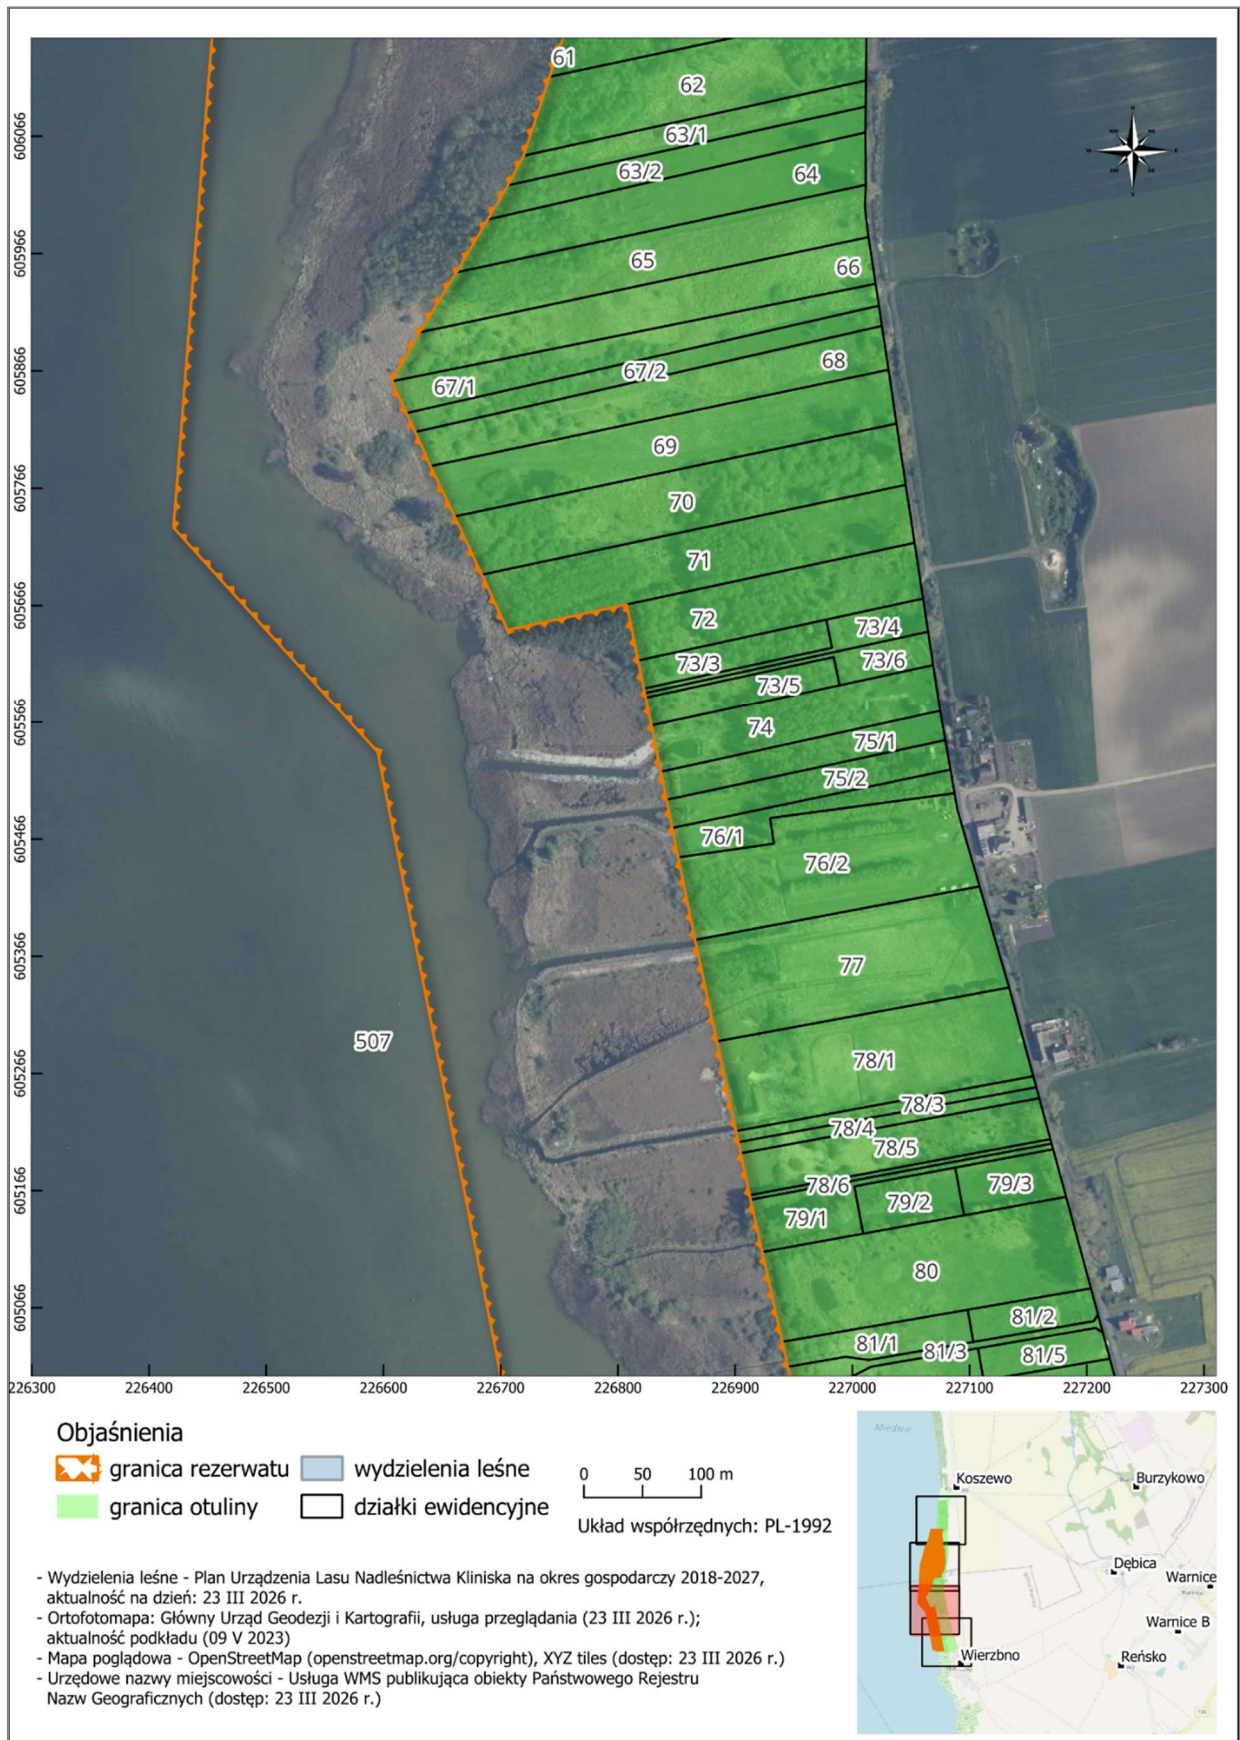 61
62
63/1
63/2
64
65
66
67/1
67/2
68
69
70
71
72
73/3
73/4
73/5
73/6
74
75/1
75/2
76/1
76/2
77
507
78/1
78/3
78/4
78/5
78/6
79/1
79/2
79/3
80
81/1
81/2
81/3
81/5
606066
605966
605866
605766
605666
605566
605466
605366
605266
605166
605066
226300
226400
226500
226600
226700
226800
226900
227000
227100
227200
227300
Objaśnienia
granica rezerwatu
wydzielenia leśne
granica otuliny
działki ewidencyjne
0 50 100 m
Układ współrzędnych: PL-1992
- Wydzielenia leśne - Plan Urządzenia Lasu Nadleśnictwa Kliniska na okres gospodarczy 2018-2027,
aktualność na dzień: 23 III 2026 r.
- Ortofotomapa: Główny Urząd Geodezji i Kartografii, usługa przeglądania (23 III 2026 r.);
aktualność podkładu (09 V 2023)
- Mapa poglądowa - OpenStreetMap (openstreetmap.org/copyright), XYZ tiles (dostęp: 23 III 2026 r.)
- Urzędowe nazwy miejscowości - Usługa WMS publikująca obiekty Państwowego Rejestru
Nazw Geograficznych (dostęp: 23 III 2026 r.)
Miedwie
Koszewo
Burzykowo
Dębica
Warnice
Warnice B
Reńsko
Wierzbno